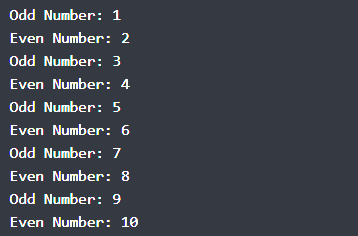 Odd Number: 1
Even Number: 2
Odd Number: 3
Even Number: 4
Odd Number: 5
Even Number: 6
Odd Number: 7
Even Number: 8
Odd Number: 9
Even Number: 10